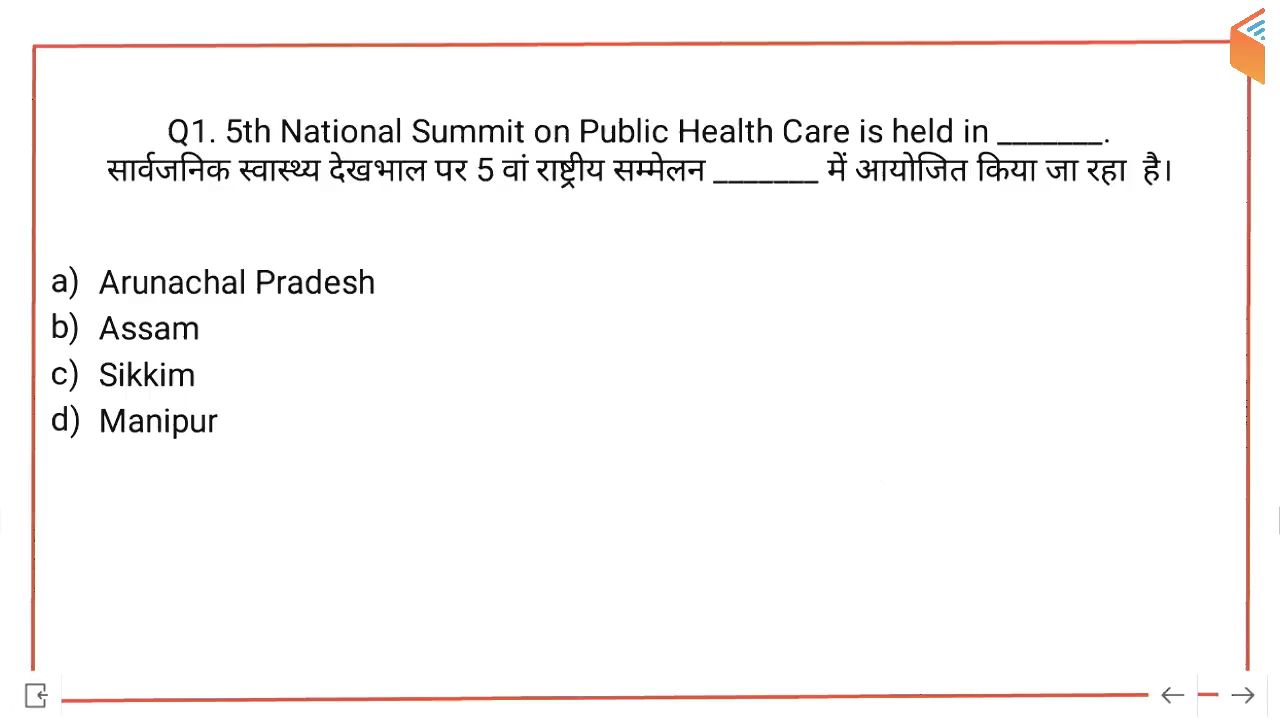 Q1. 5th National Summit on Public Health Care is held in _______.
सार्वजनिक स्वास्थ्य देखभाल पर 5 वां राष्ट्रीय सम्मेलन _______ में आयोजित किया जा रहा है।
a) Arunachal Pradesh
b) Assam
c) Sikkim
d) Manipur